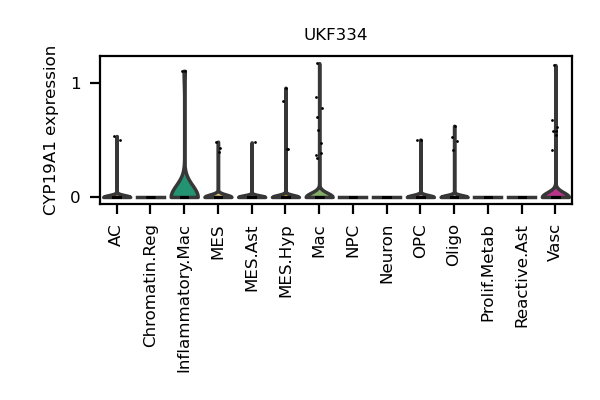 UKF334
CYP19A1 expression
1
0
AC
Chromatin.Reg
Inflammatory.Mac
MES
MES.Ast
MES.Hyp
Mac
NPC
Neuron
OPC
Oligo
Prolif.Metab
Reactive.Ast
Vasc